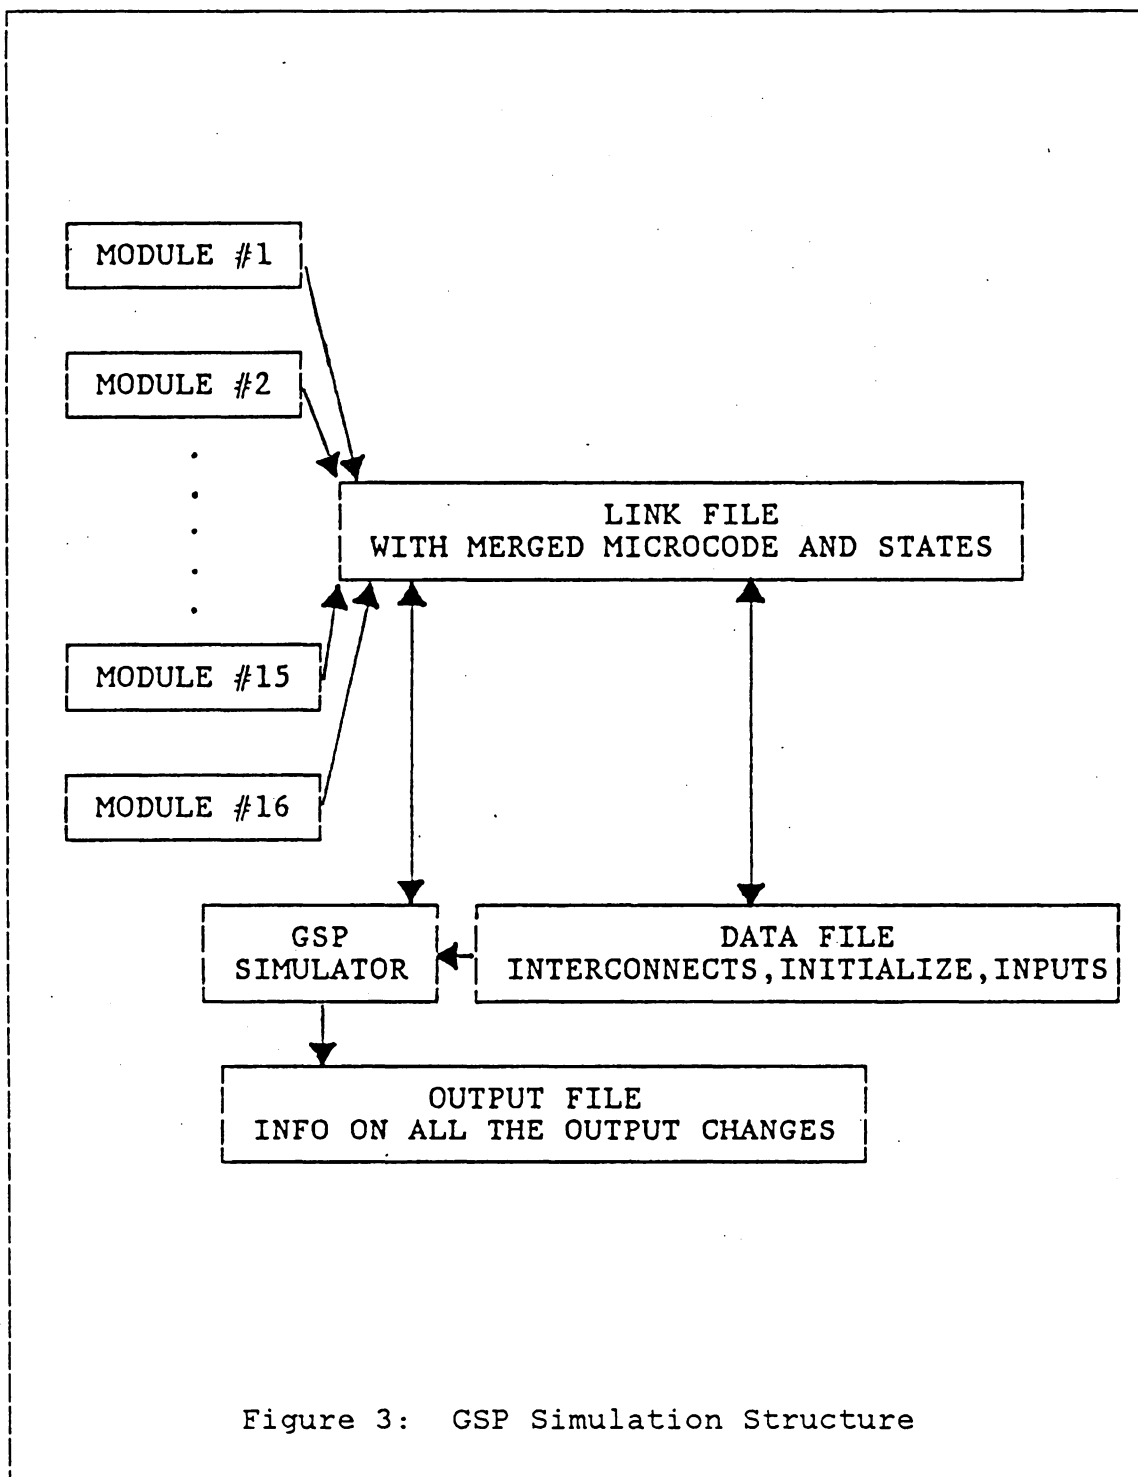 MODULE #1
MODULE #2
LINK FILE
WITH MERGED MICROCODE AND STATES
MODULE #15
MODULE #16
GSP
SIMULATOR
DATA FILE
INTERCONNECTS,INITIALIZE,INPUTS
OUTPUT FILE
INFO ON ALL THE OUTPUT CHANGES
Figure 3: GSP Simulation Structure